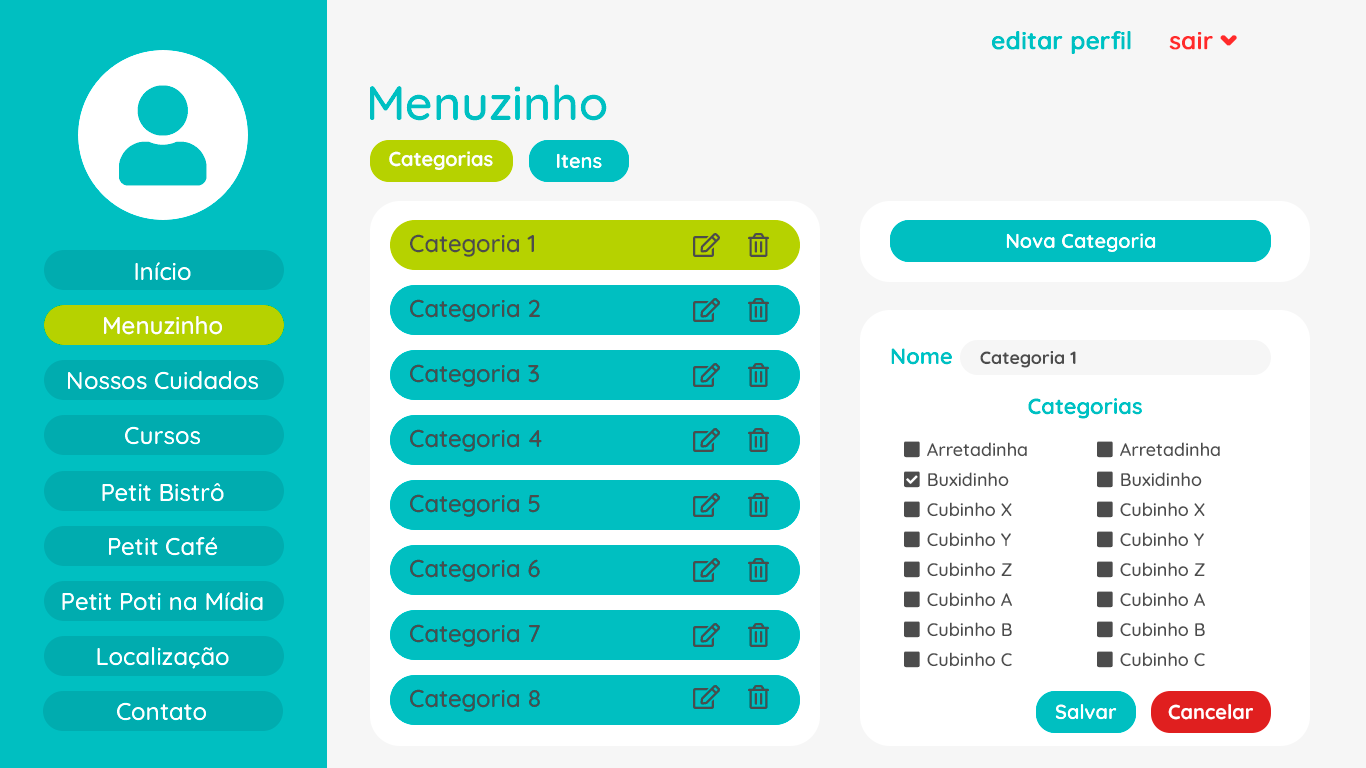 editar perfil
sair
Menuzinho
Categorias
Itens
Início
Menuzinho
Nossos Cuidados
Cursos
Petit Bistrô
Petit Café
Petit Poti na Mídia
Localização
Contato
Categoria 1
Categoria 2
Categoria 3
Categoria 4
Categoria 5
Categoria 6
Categoria 7
Categoria 8
Nova Categoria
Nome Categoria 1
Categorias
Arretadinha
Buxidinho
Cubinho X
Cubinho Y
Cubinho Z
Cubinho A
Cubinho B
Cubinho C
Arretadinha
Buxidinho
Cubinho X
Cubinho Y
Cubinho Z
Cubinho A
Cubinho B
Cubinho C
Salvar
Cancelar